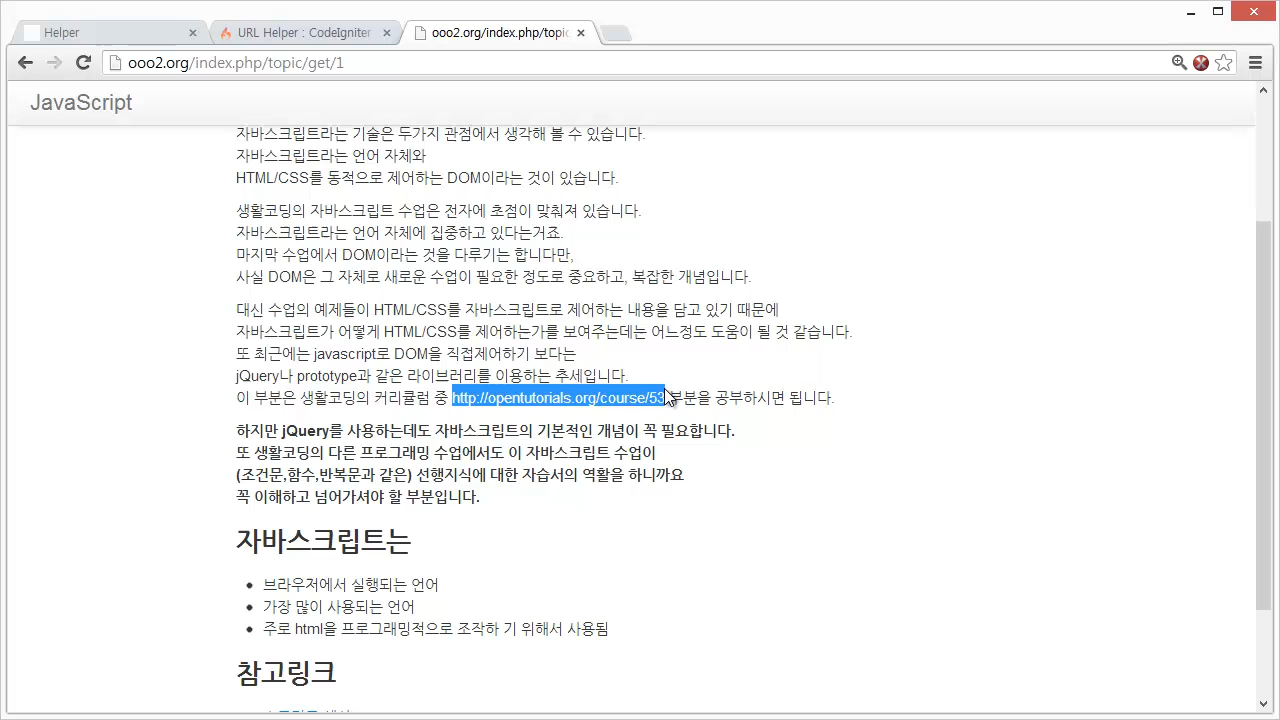 Helper
URL Helper : CodeIgniter
ooo2.org/index.php/topic
ooo2.org/index.php/topic/get/1
JavaScript
자바스크립트라는 기술은 두가지 관점에서 생각해 볼 수 있습니다.
자바스크립트라는 언어 자체와
HTML/CSS를 동적으로 제어하는 DOM이라는 것이 있습니다.
생활코딩의 자바스크립트 수업은 전자에 초점이 맞춰져 있습니다.
자바스크립트라는 언어 자체에 집중하고 있다는거죠.
마지막 수업에서 DOM이라는 것을 다루기는 합니다만,
사실 DOM은 그 자체로 새로운 수업이 필요한 정도로 중요하고, 복잡한 개념입니다.
대신 수업의 예제들이 HTML/CSS를 자바스크립트로 제어하는 내용을 담고 있기 때문에
자바스크립트가 어떻게 HTML/CSS를 제어하는가를 보여주는데는 어느정도 도움이 될 것 같습니다.
또 최근에는 javascript로 DOM을 직접제어하기 보다는
jQuery나 prototype과 같은 라이브러리를 이용하는 추세입니다.
이 부분은 생활코딩의 커리큘럼 중 http://opentutorials.org/course/53 부분을 공부하시면 됩니다.
하지만 jQuery를 사용하는데도 자바스크립트의 기본적인 개념이 꼭 필요합니다.
또 생활코딩의 다른 프로그래밍 수업에서도 이 자바스크립트 수업이
(조건문,함수,반복문과 같은) 선행지식에 대한 자습서의 역활을 하니까요
꼭 이해하고 넘어가셔야 할 부분입니다.
자바스크립트는
브라우저에서 실행되는 언어
가장 많이 사용되는 언어
주로 html을 프로그래밍적으로 조작하 기 위해서 사용됨
참고링크